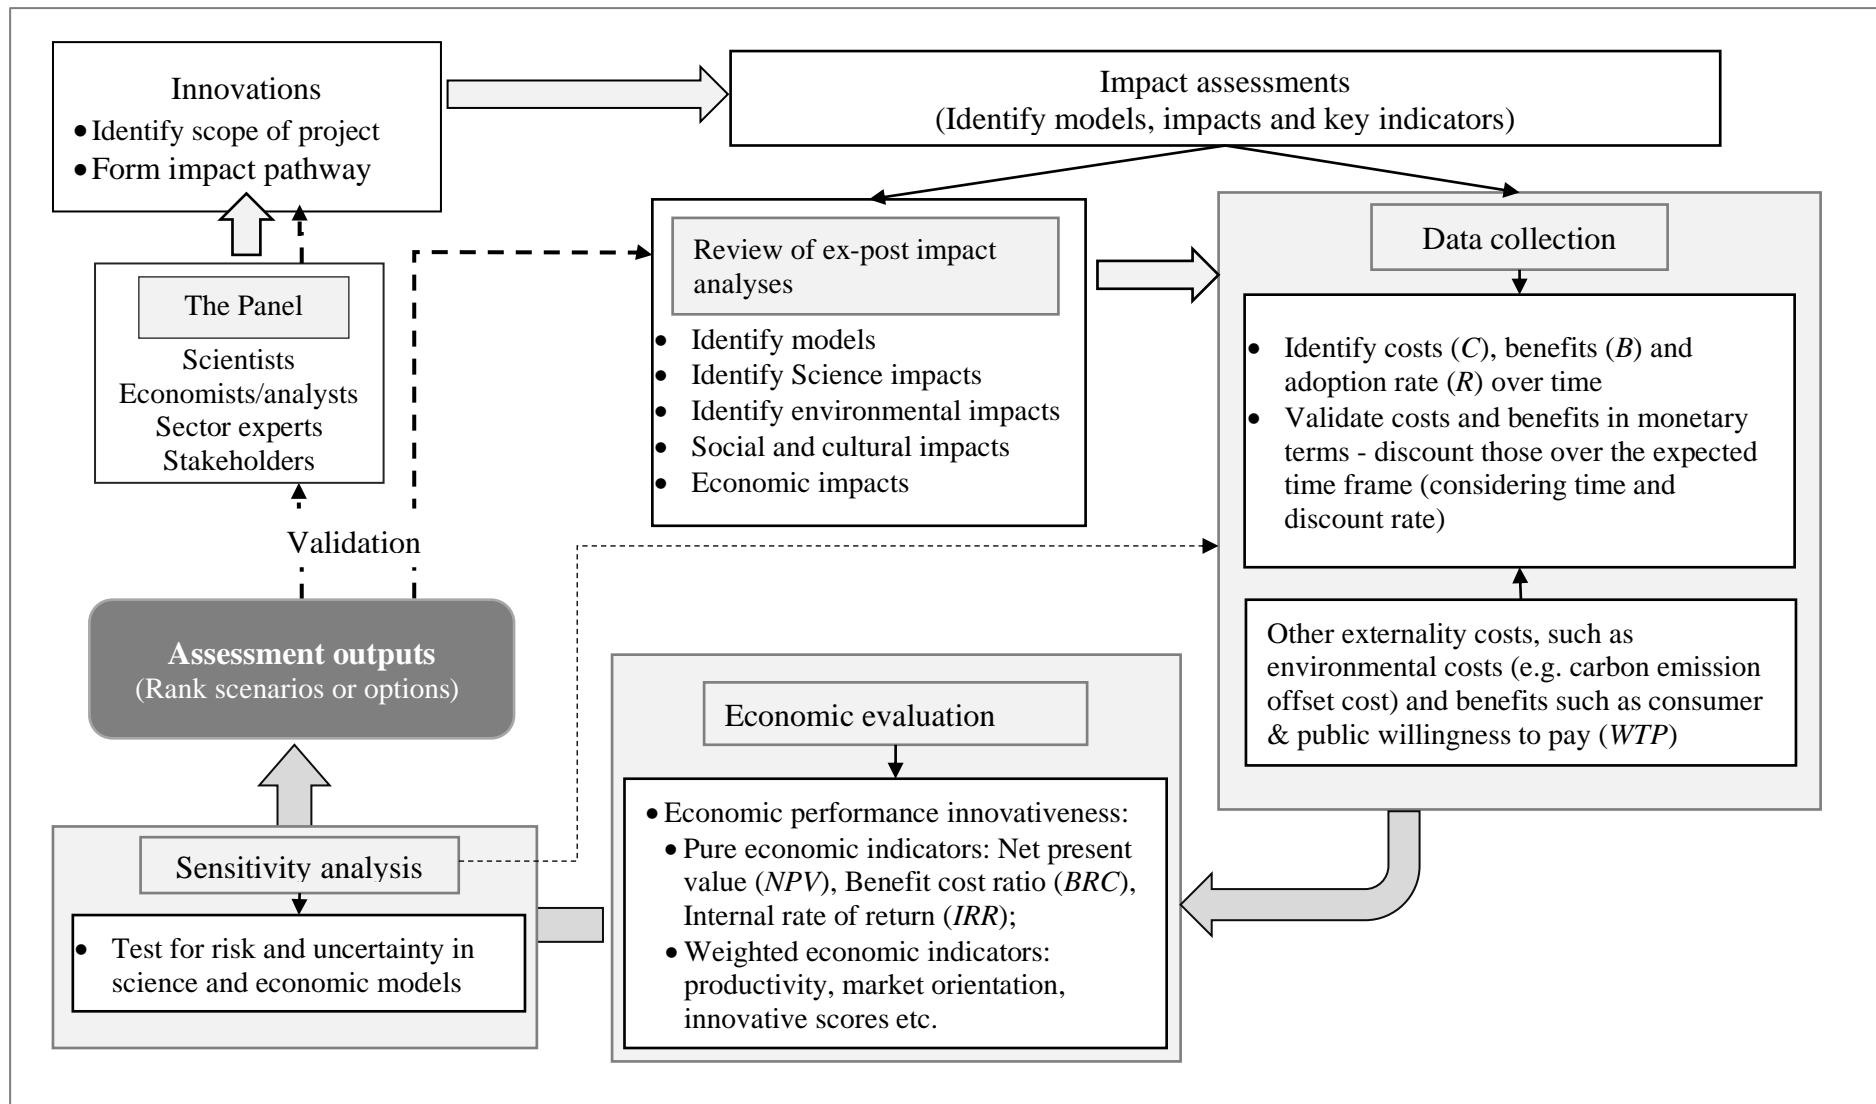 Innovations
• Identify scope of project
• Form impact pathway
Impact assessments
(Identify models, impacts and key indicators)
The Panel
Scientists
Economists/analysts
Sector experts
Stakeholders
Review of ex-post impact
analyses
• Identify models
• Identify Science impacts
• Identify environmental impacts
• Social and cultural impacts
• Economic impacts
Data collection
• Identify costs (C), benefits (B) and
adoption rate (R) over time
• Validate costs and benefits in monetary
terms - discount those over the expected
time frame (considering time and
discount rate)
Other externality costs, such as
environmental costs (e.g. carbon emission
offset cost) and benefits such as consumer
& public willingness to pay (WTP)
Validation
Assessment outputs
(Rank scenarios or options)
Economic evaluation
• Economic performance innovativeness:
• Pure economic indicators: Net present
value (NPV), Benefit cost ratio (BRC),
Internal rate of return (IRR);
• Weighted economic indicators:
productivity, market orientation,
innovative scores etc.
Sensitivity analysis
• Test for risk and uncertainty in
science and economic models